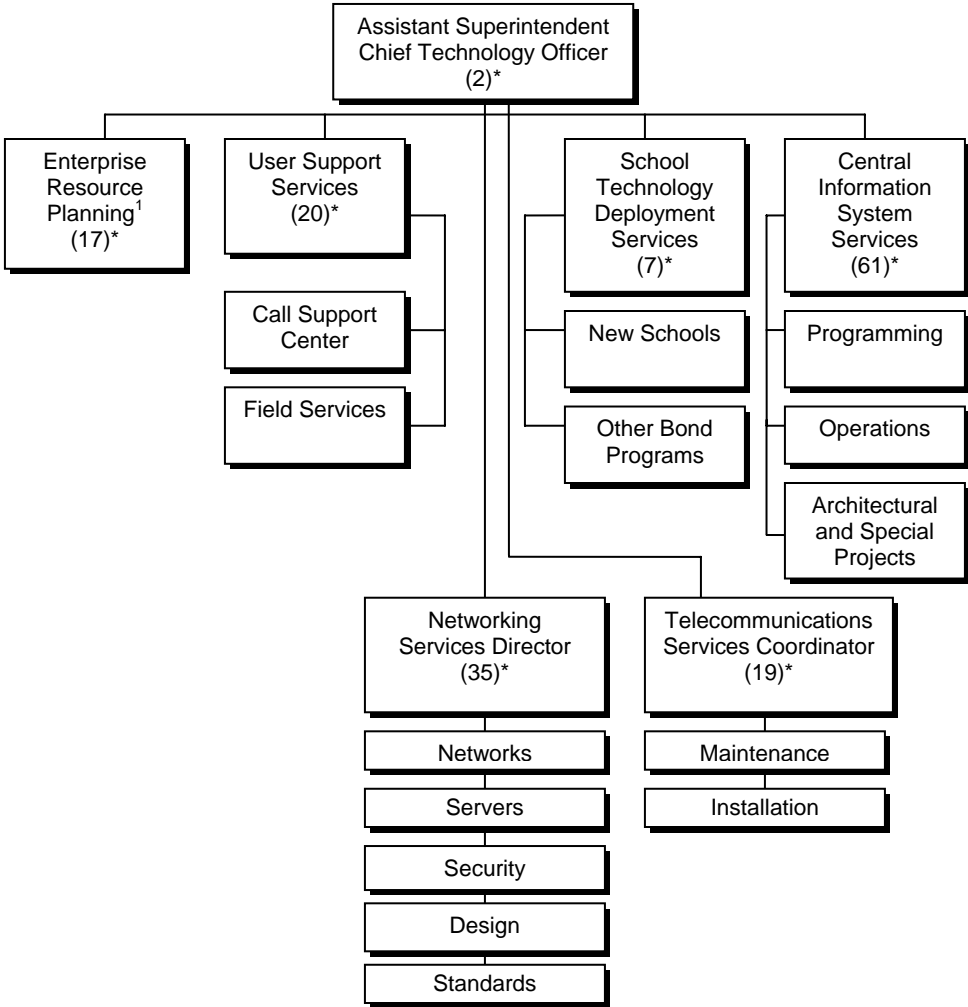 Assistant Superintendent
Chief Technology Officer
(2)*
Enterprise
Resource
Planning¹
(17)*
User Support
Services
(20)*
School
Technology
Deployment
Services
(7)*
Central
Information
System
Services
(61)*
Call Support
Center
Field Services
New Schools
Other Bond
Programs
Programming
Operations
Architectural
and Special
Projects
Networking
Services Director
(35)*
Networks
Servers
Security
Design
Standards
Telecommunications
Services Coordinator
(19)*
Maintenance
Installation